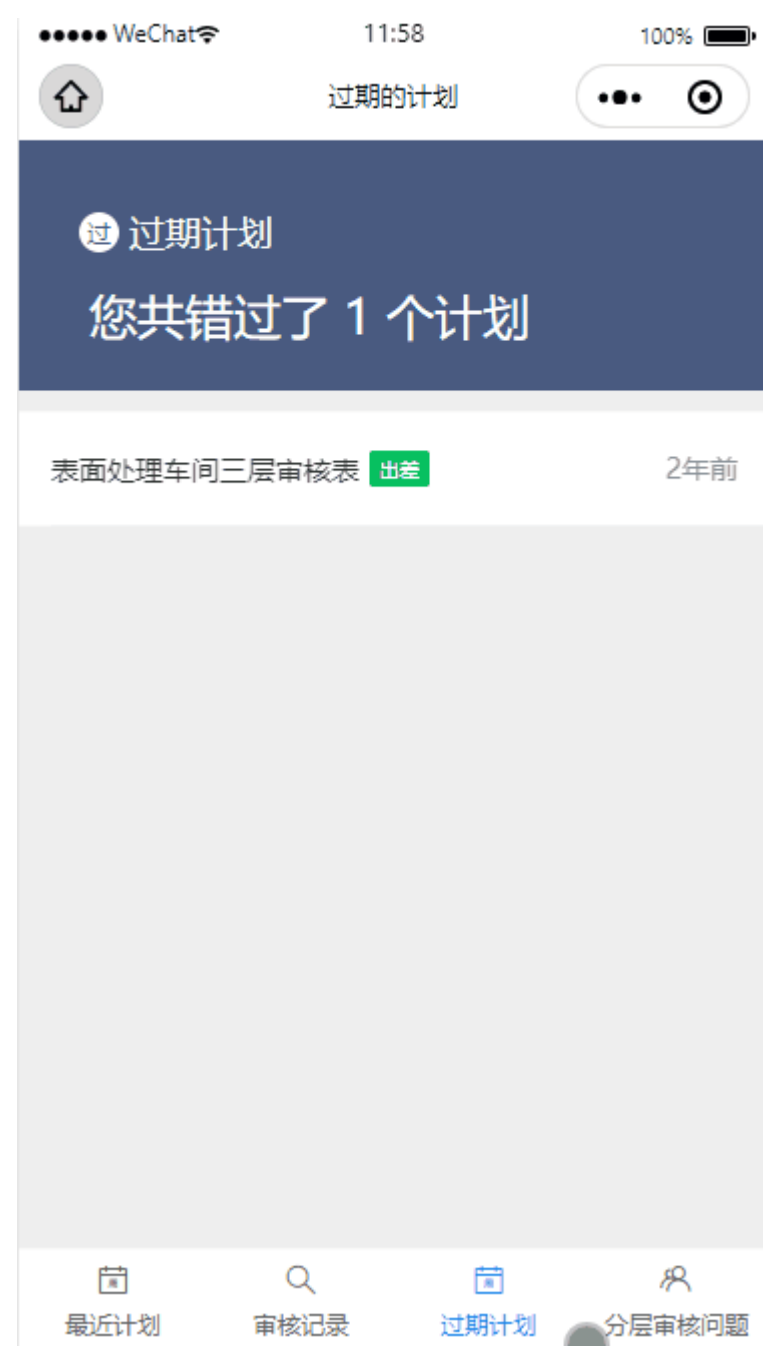 WeChat 11:58 100%
过期的计划
过 过期计划
您共错过了 1 个计划
表面处理车间三层审核表 出差 2年前
最近计划 审核记录 过期计划 分层审核问题